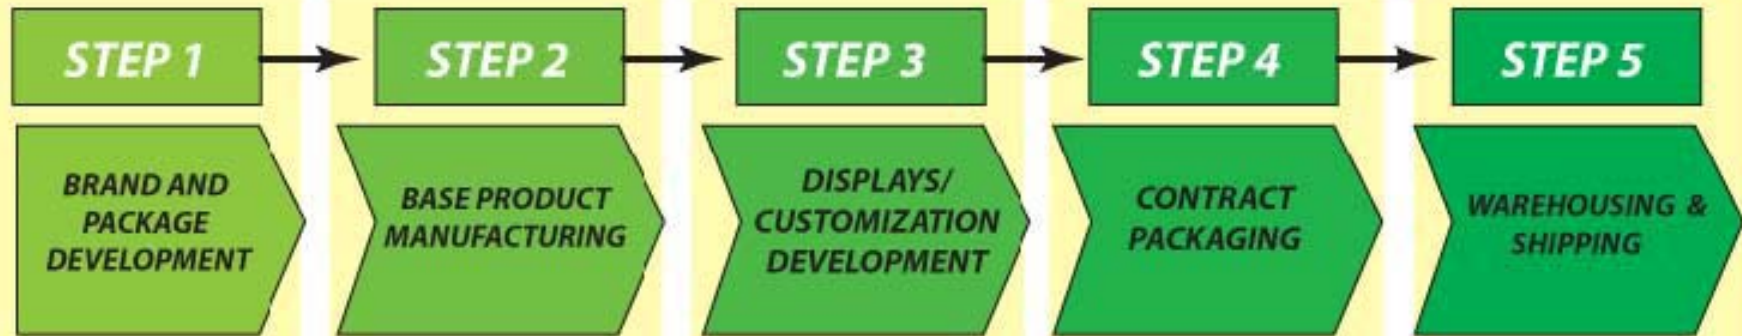 STEP 1
STEP 2
STEP 3
STEP 4
STEP 5
BRAND AND
PACKAGE
DEVELOPMENT
BASE PRODUCT
MANUFACTURING
DISPLAYS/
CUSTOMIZATION
DEVELOPMENT
CONTRACT
PACKAGING
WAREHOUSING &
SHIPPING